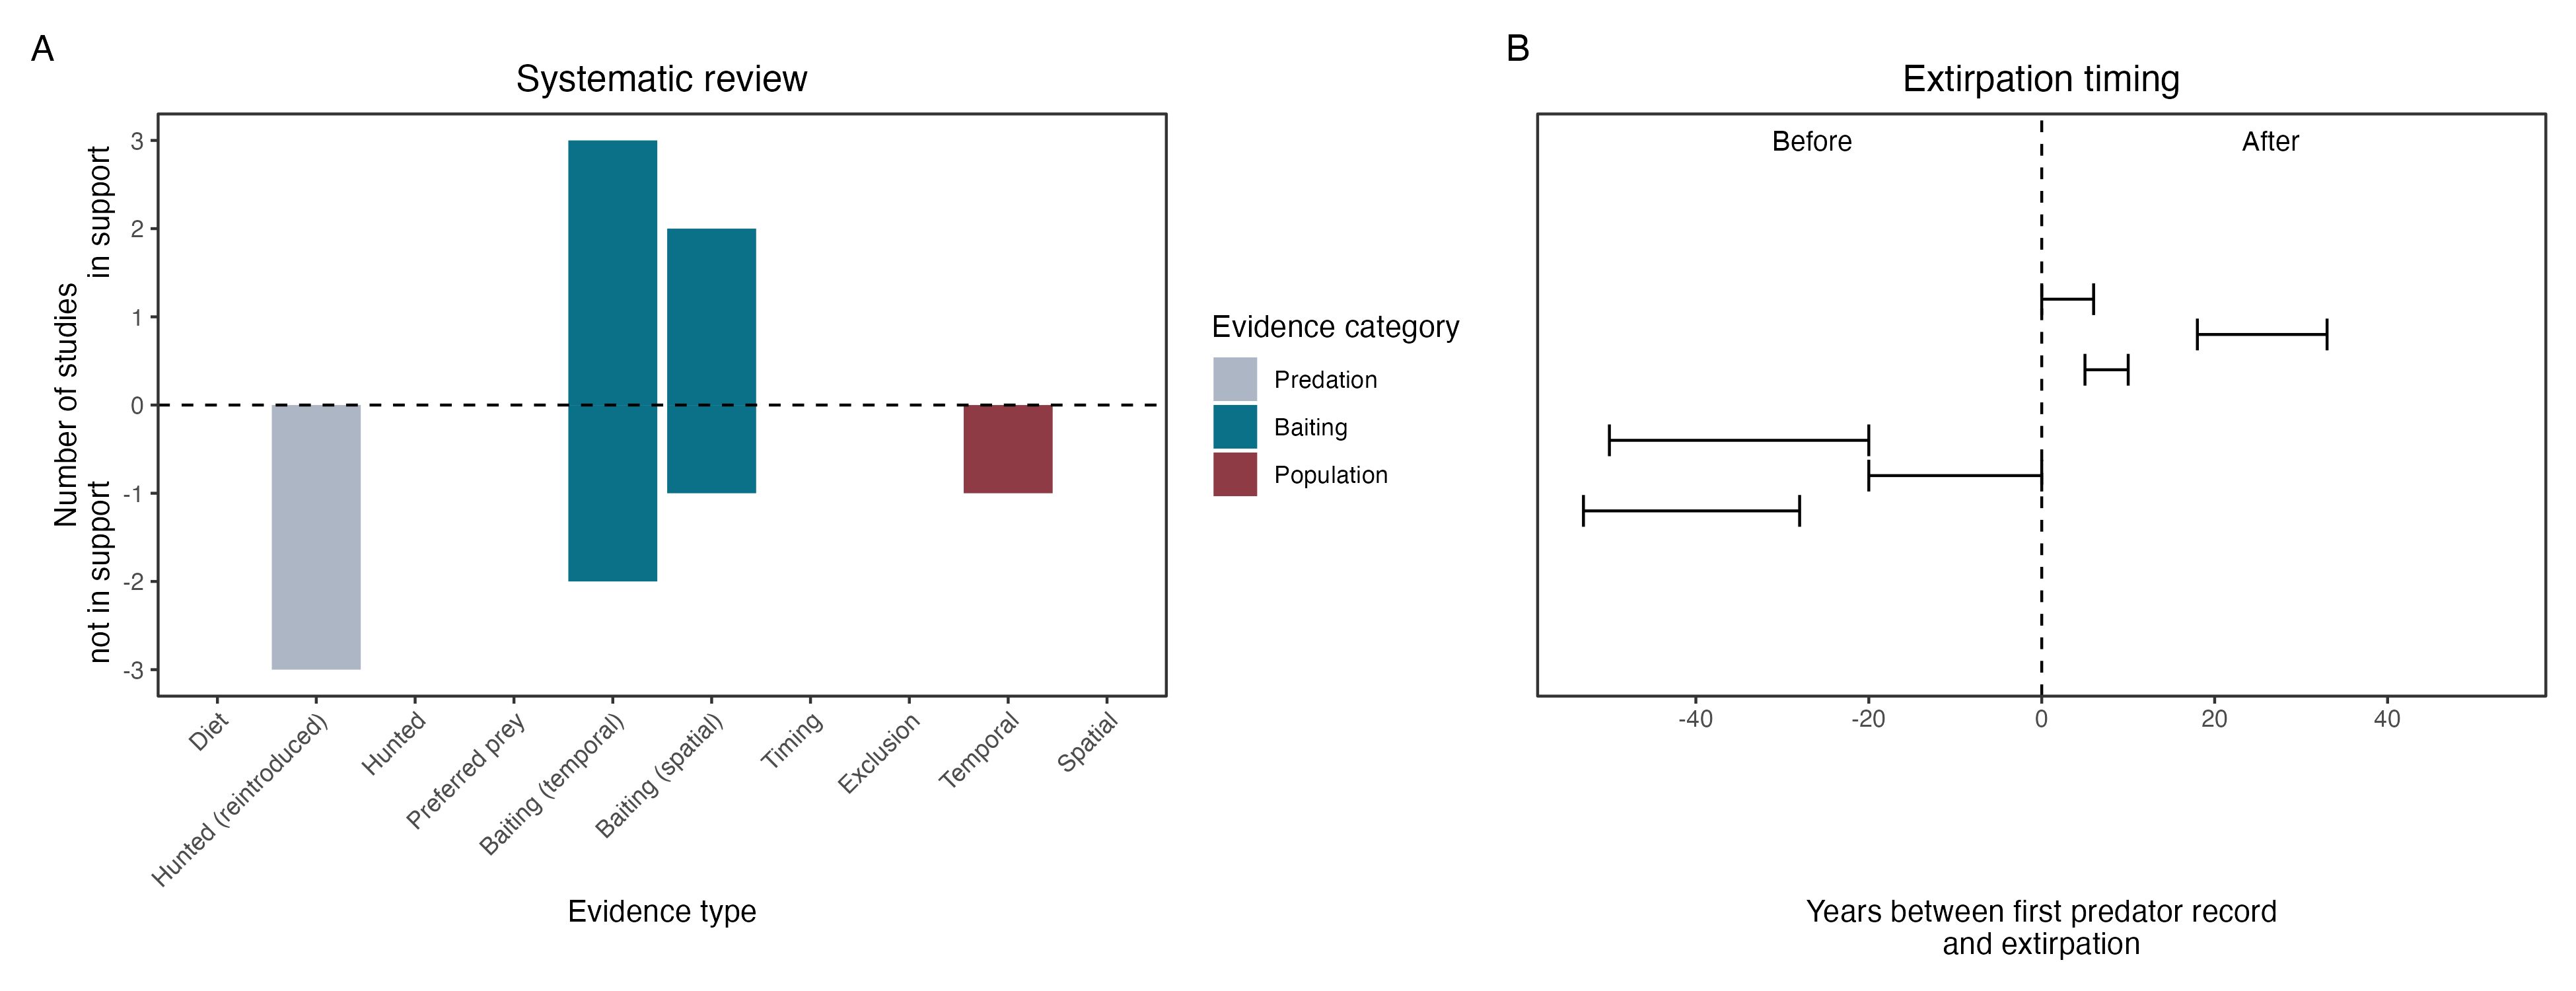 A
Systematic review
Number of studies
in support
not in support
3
2
1
0
-1
-2
-3
Diet
Hunted (reintroduced)
Hunted
Preferred prey
Baiting (temporal)
Baiting (spatial)
Timing
Exclusion
Temporal
Spatial
Evidence type
Evidence category
Predation
Baiting
Population
B
Extirpation timing
Before
After
-40
-20
0
20
40
Years between first predator record
and extirpation